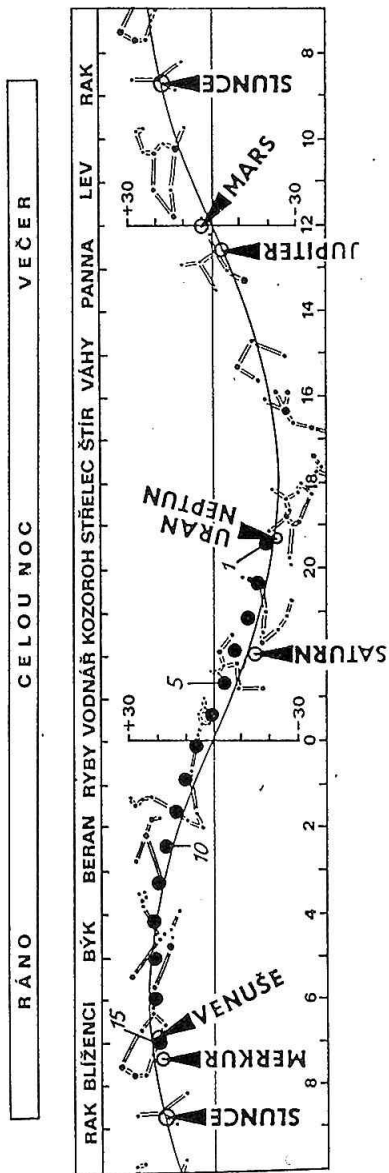 RÁNO CELOU NOC VEČER
RAK BLÍŽENCI BÝK BERAN RYBY VODNÁŘ KOZOROH STŘELEC ŠTÍR VÁHY PANNA LEV RAK
+30 +30
15 10 5 1
SLUNCE MERKUR VENUŠE SATURN URAN NEPTUN JUPITER MARS SLUNCE
-30 -30
8 6 4 2 0 20 18 16 14 12 10 8